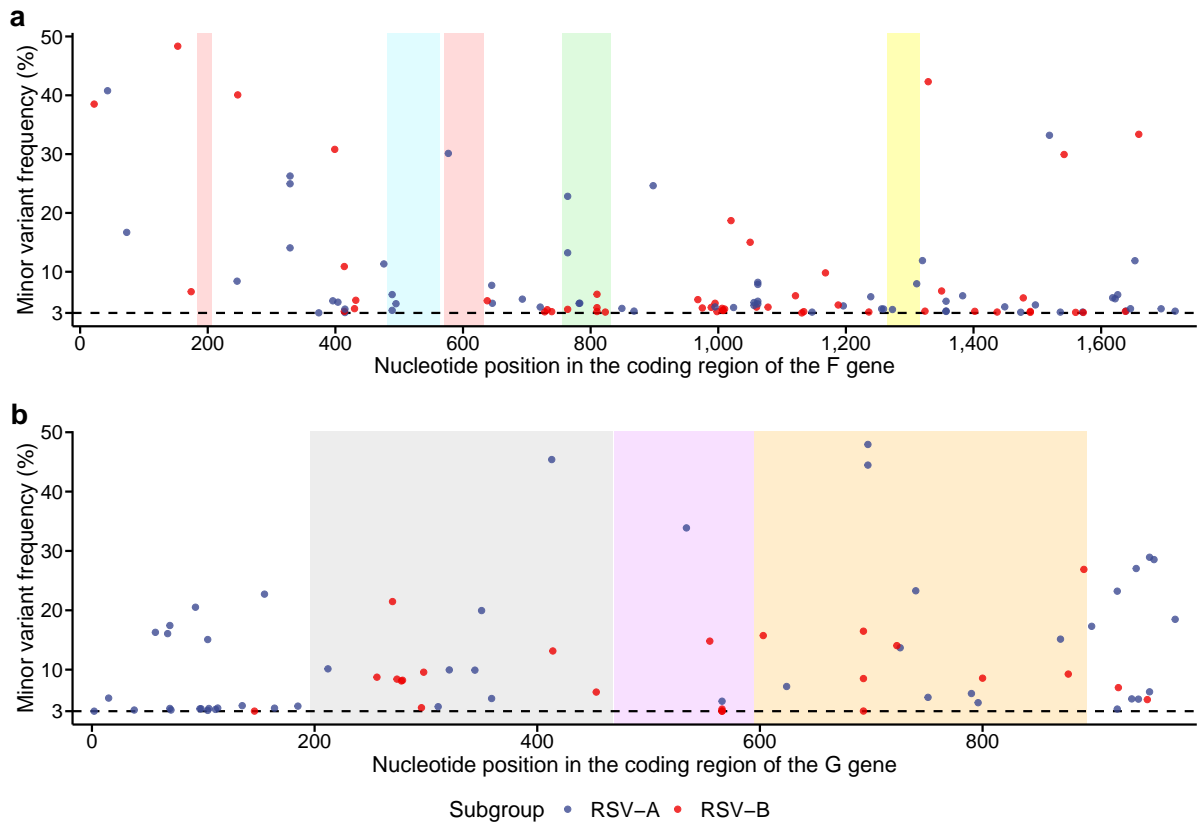 a
Minor variant frequency (%)
50
40
30
20
10
3
0 200 400 600 800 1,000 1,200 1,400 1,600
Nucleotide position in the coding region of the F gene
b
Minor variant frequency (%)
50
40
30
20
10
3
0 200 400 600 800
Nucleotide position in the coding region of the G gene
Subgroup RSV−A RSV−B